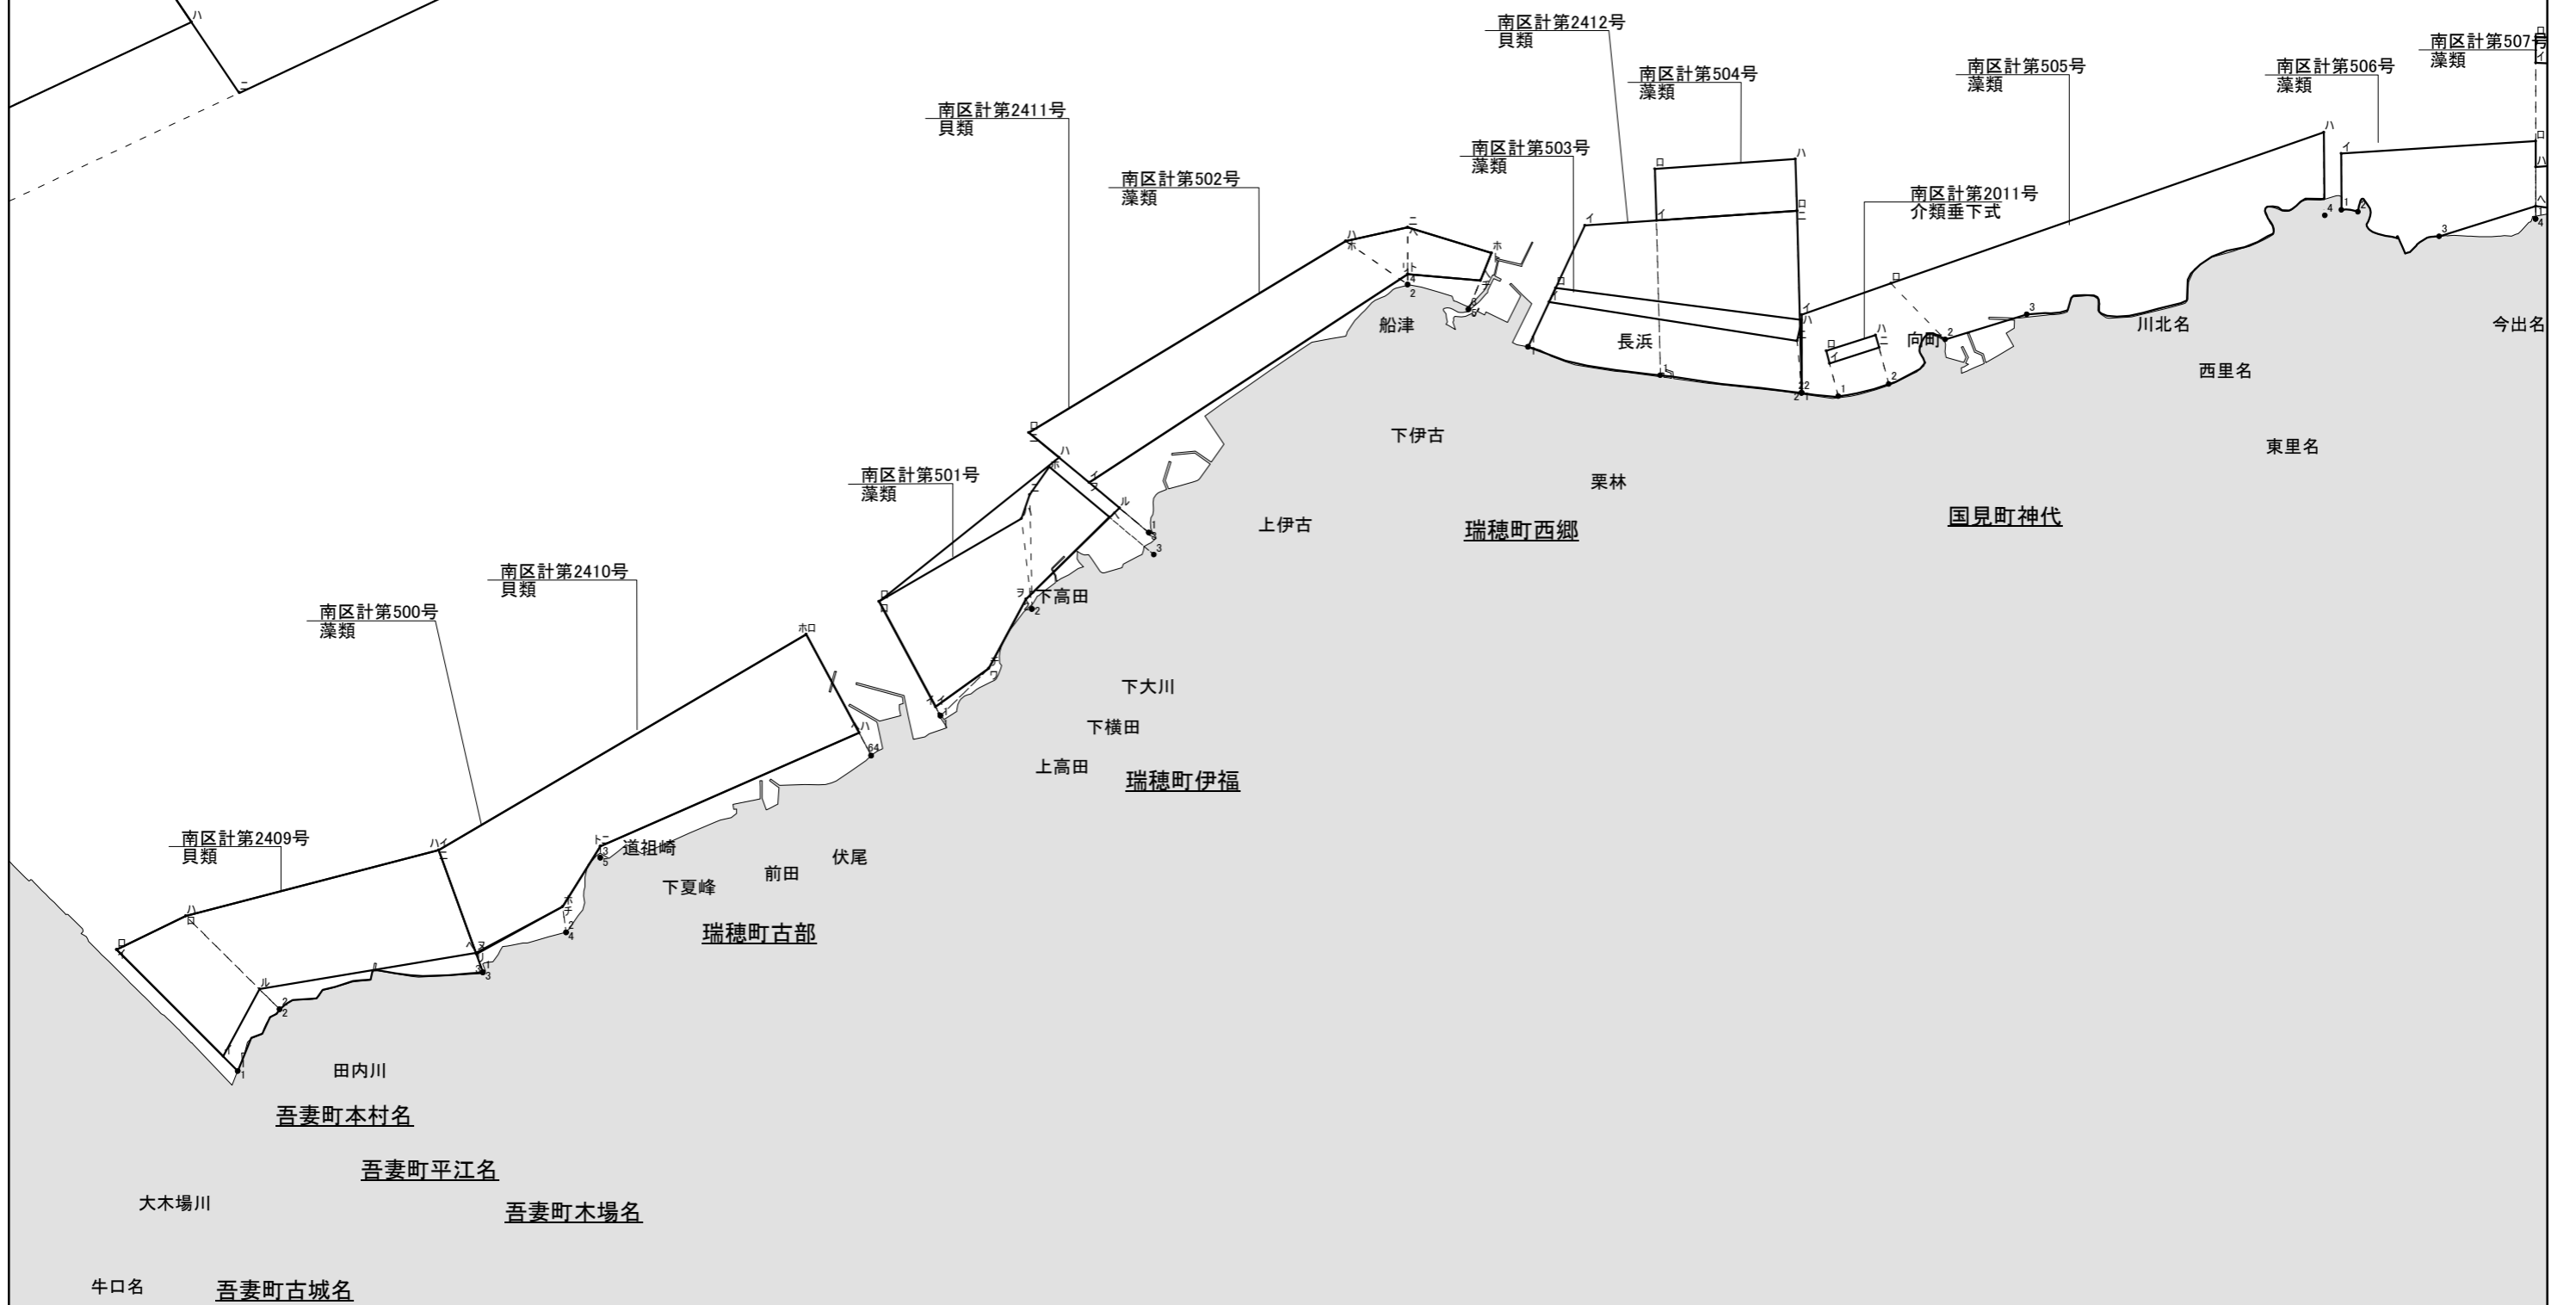 南区計第2412号
貝類
南区計第504号
藻類
南区計第505号
藻類
南区計第506号
藻類
南区計第507号
藻類
南区計第2411号
貝類
南区計第503号
藻類
南区計第502号
藻類
南区計第2011号
介類垂下式
船津
長浜
向町
川北名
今出名
西里名
下伊古
東里名
南区計第501号
藻類
栗林
上伊古
瑞穂町西郷
国見町神代
南区計第2410号
貝類
下高田
南区計第500号
藻類
下大川
下横田
上高田
瑞穂町伊福
南区計第2409号
貝類
道祖崎
伏尾
前田
下夏峰
瑞穂町古部
田内川
吾妻町本村名
吾妻町平江名
大木場川
吾妻町木場名
牛口名
吾妻町古城名